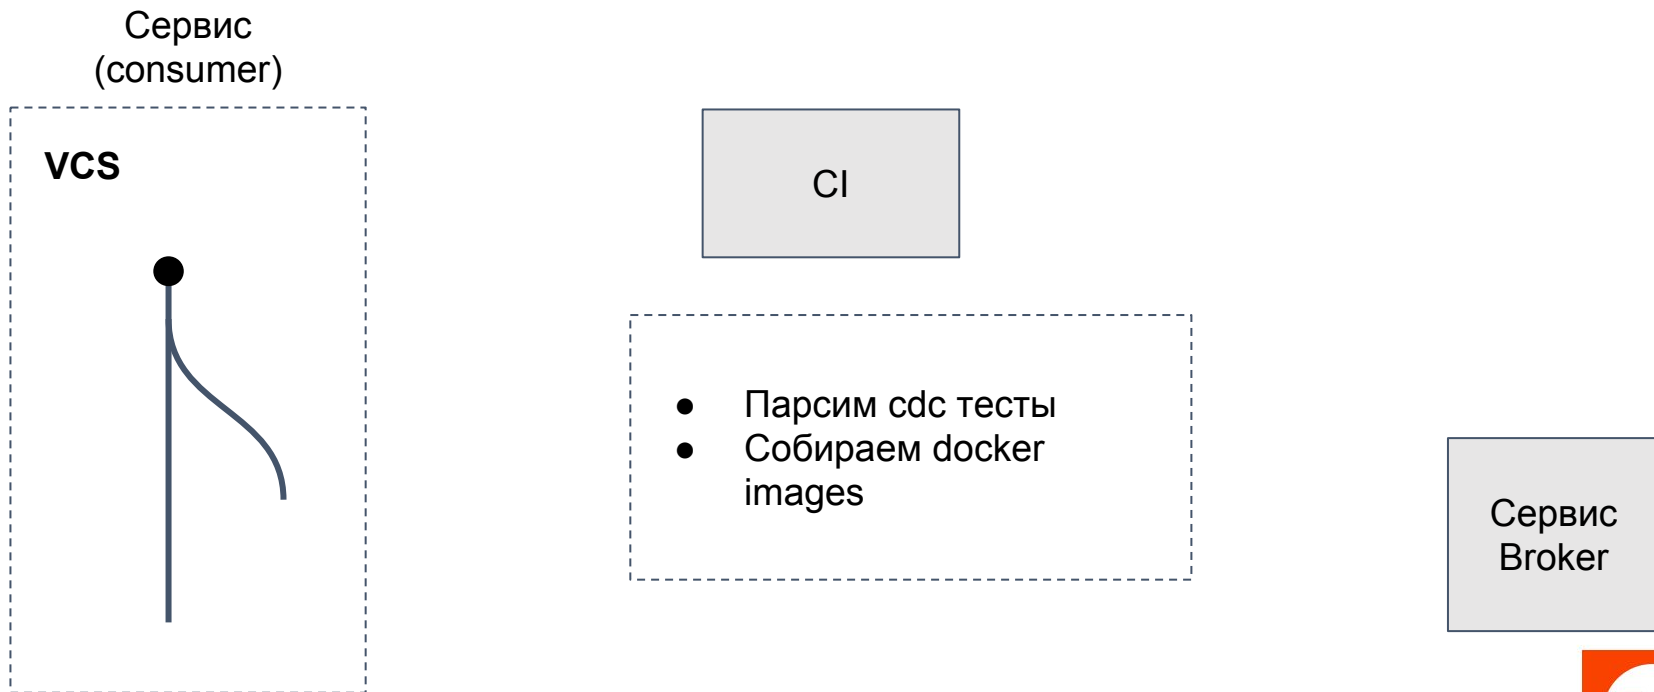 Сервис
(consumer)
VCS
CI
● Парсим cdc тесты
● Собираем docker
images
Сервис
Broker